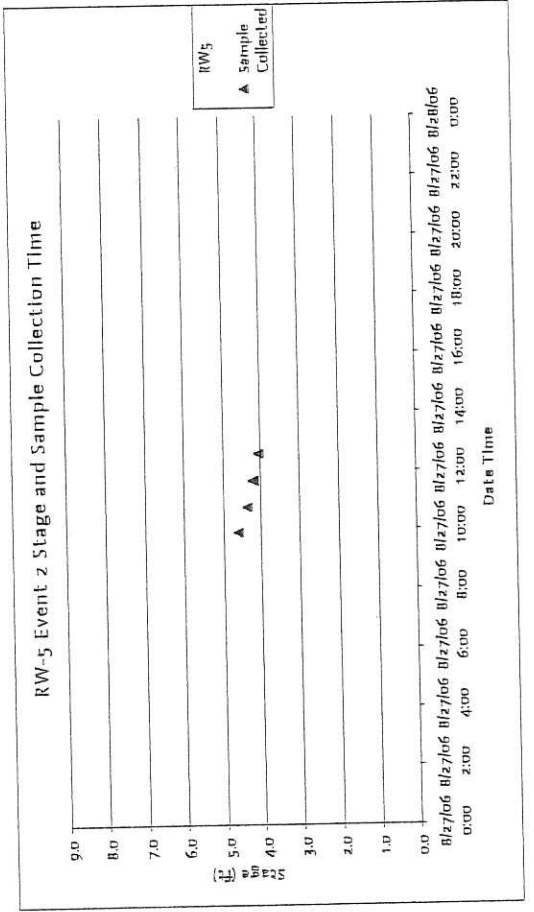 RW-5 Event 2 Stage and Sample Collection Time
RW5
Sample
Collected
9.0
8.0
7.0
6.0
5.0
4.0
3.0
2.0
1.0
0.0
Stage (ft)
8/27/06 8/27/06 8/27/06 8/27/06 8/27/06 8/27/06 8/27/06 8/27/06 8/27/06 8/27/06 8/27/06 8/27/06 8/28/06
0:00 2:00 4:00 6:00 8:00 10:00 12:00 14:00 16:00 18:00 20:00 22:00 0:00
Date Time